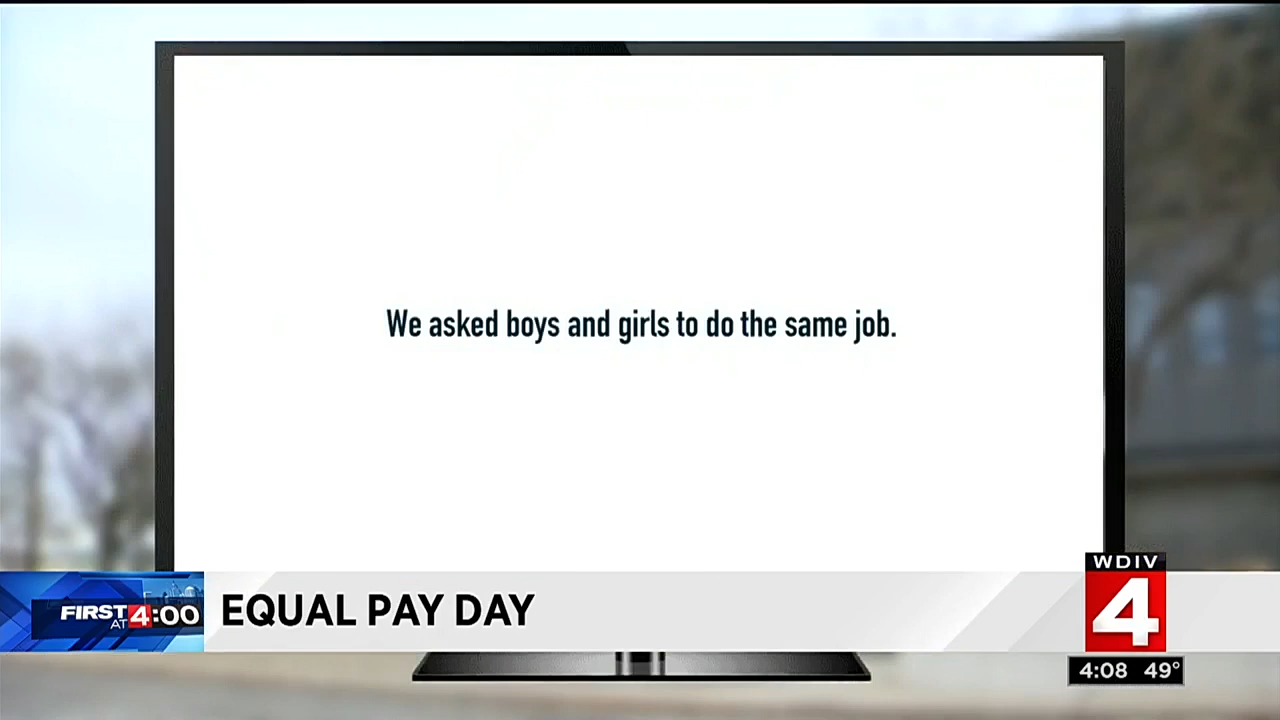 We asked boys and girls to do the same job.
FIRST
AT 4:00
EQUAL PAY DAY
WDIV
4
4:08 49°